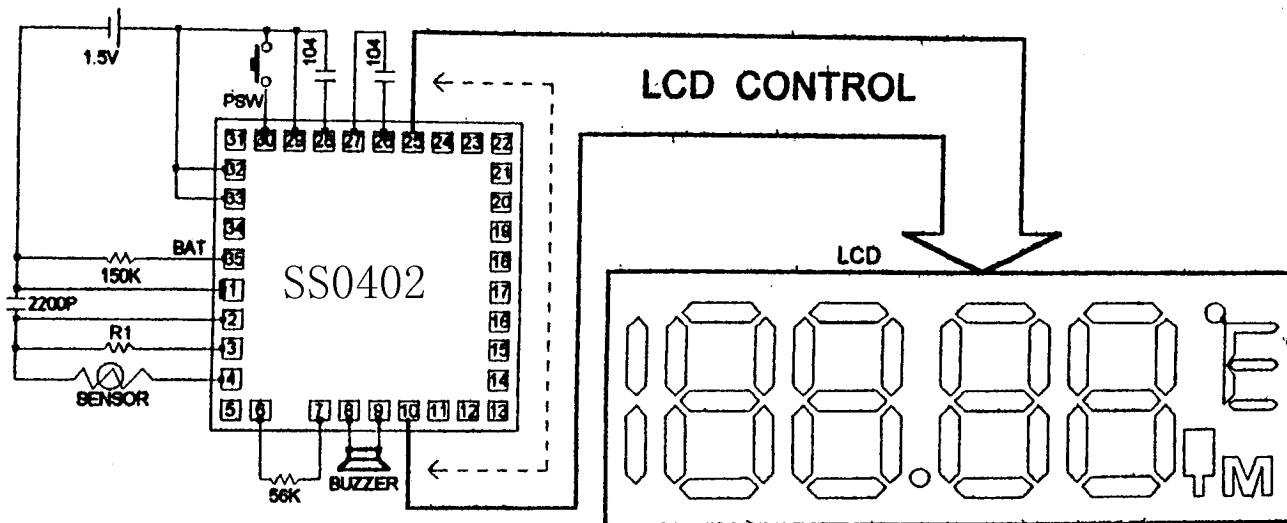 1.5V
PSW
104
104
LCD CONTROL
31 30 29 28 27 26 25 24 23 22
32
33
34
BAT 35
150K
1
2200P
2
R1
3
4
SENSOR
SS0402
21
20
19
18
17
16
15
14
5 6 7 8 9 10 11 12 13
56K
BUZZER
LCD
188.88 °E
M